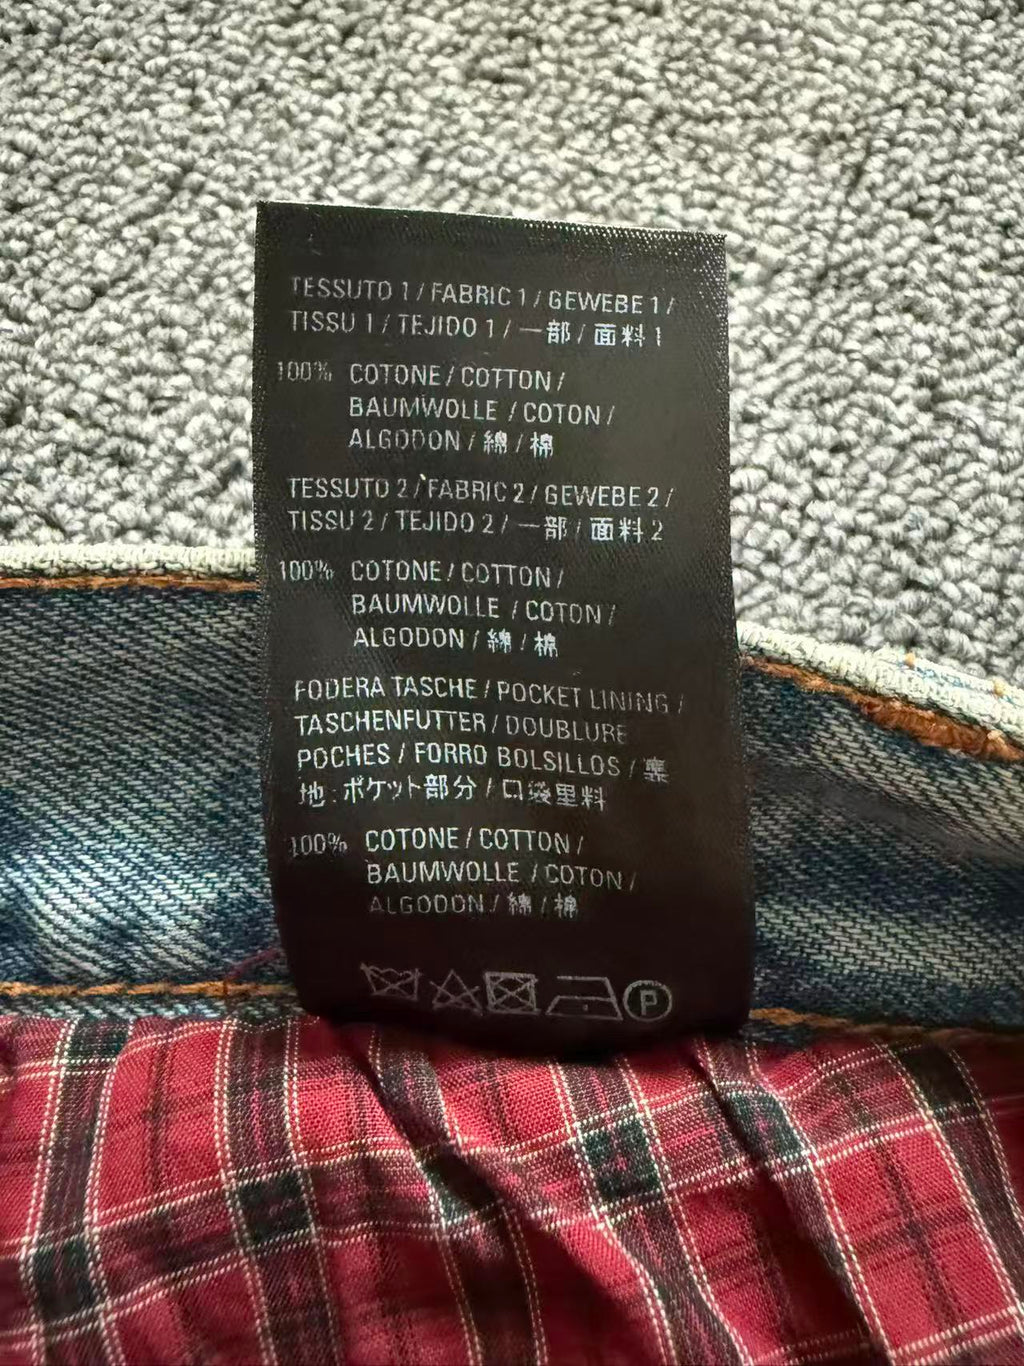 TESSUTO 1 / FABRIC 1 / GEWEBE 1 /
TISSU 1 / TEJIDO 1 / 一部 / 面料 1
100% COTONE / COTTON /
BAUMWOLLE / COTON /
ALGODON / 綿 / 棉
TESSUTO 2 / FABRIC 2 / GEWEBE 2 /
TISSU 2 / TEJIDO 2 / 一部 / 面料 2
100% COTONE / COTTON /
BAUMWOLLE / COTON /
ALGODON / 綿 / 棉
FODERA TASCHE / POCKET LINING /
TASCHENFUTTER / DOUBLURE
POCHES / FORRO BOLSILLOS / 裏
地:ポケット部分 / 口袋里料
100% COTONE / COTTON /
BAUMWOLLE / COTON /
ALGODON / 綿 / 棉
P